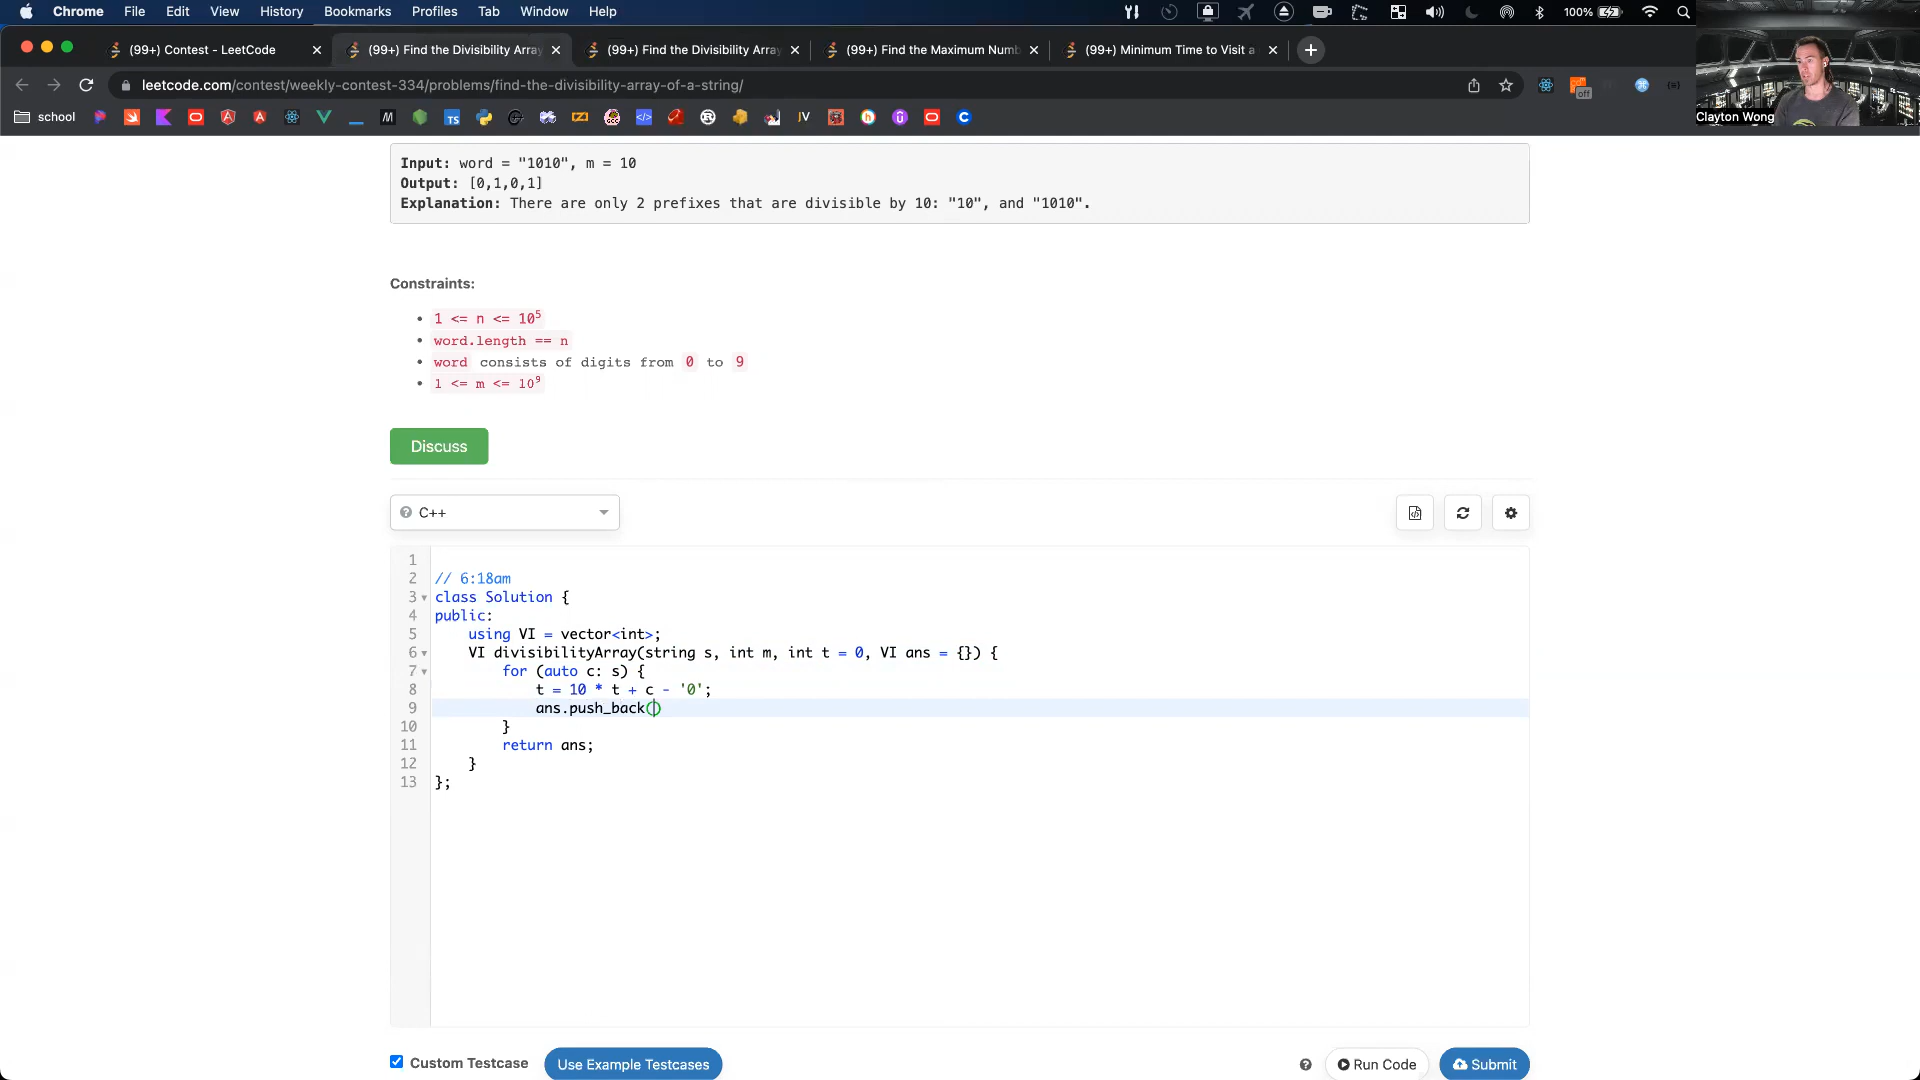 Chrome File Edit View History Bookmarks Profiles Tab Window Help 100%
(99+) Contest - LeetCode (99+) Find the Divisibility Array (99+) Find the Divisibility Array (99+) Find the Maximum Numb (99+) Minimum Time to Visit a
leetcode.com/contest/weekly-contest-334/problems/find-the-divisibility-array-of-a-string/
off
school
M TS JV C
Clayton Wong
Input: word = "1010", m = 10
Output: [0,1,0,1]
Explanation: There are only 2 prefixes that are divisible by 10: "10", and "1010".
Constraints:
• 1 <= n <= 10^5
• word.length == n
• word consists of digits from 0 to 9
• 1 <= m <= 10^9
Discuss
C++
1
2 // 6:18am
3 class Solution {
4 public:
5 using VI = vector<int>;
6 VI divisibilityArray(string s, int m, int t = 0, VI ans = {}) {
7 for (auto c: s) {
8 t = 10 * t + c - '0';
9 ans.push_back()
10 }
11 return ans;
12 }
13 };
Custom Testcase Use Example Testcases Run Code Submit